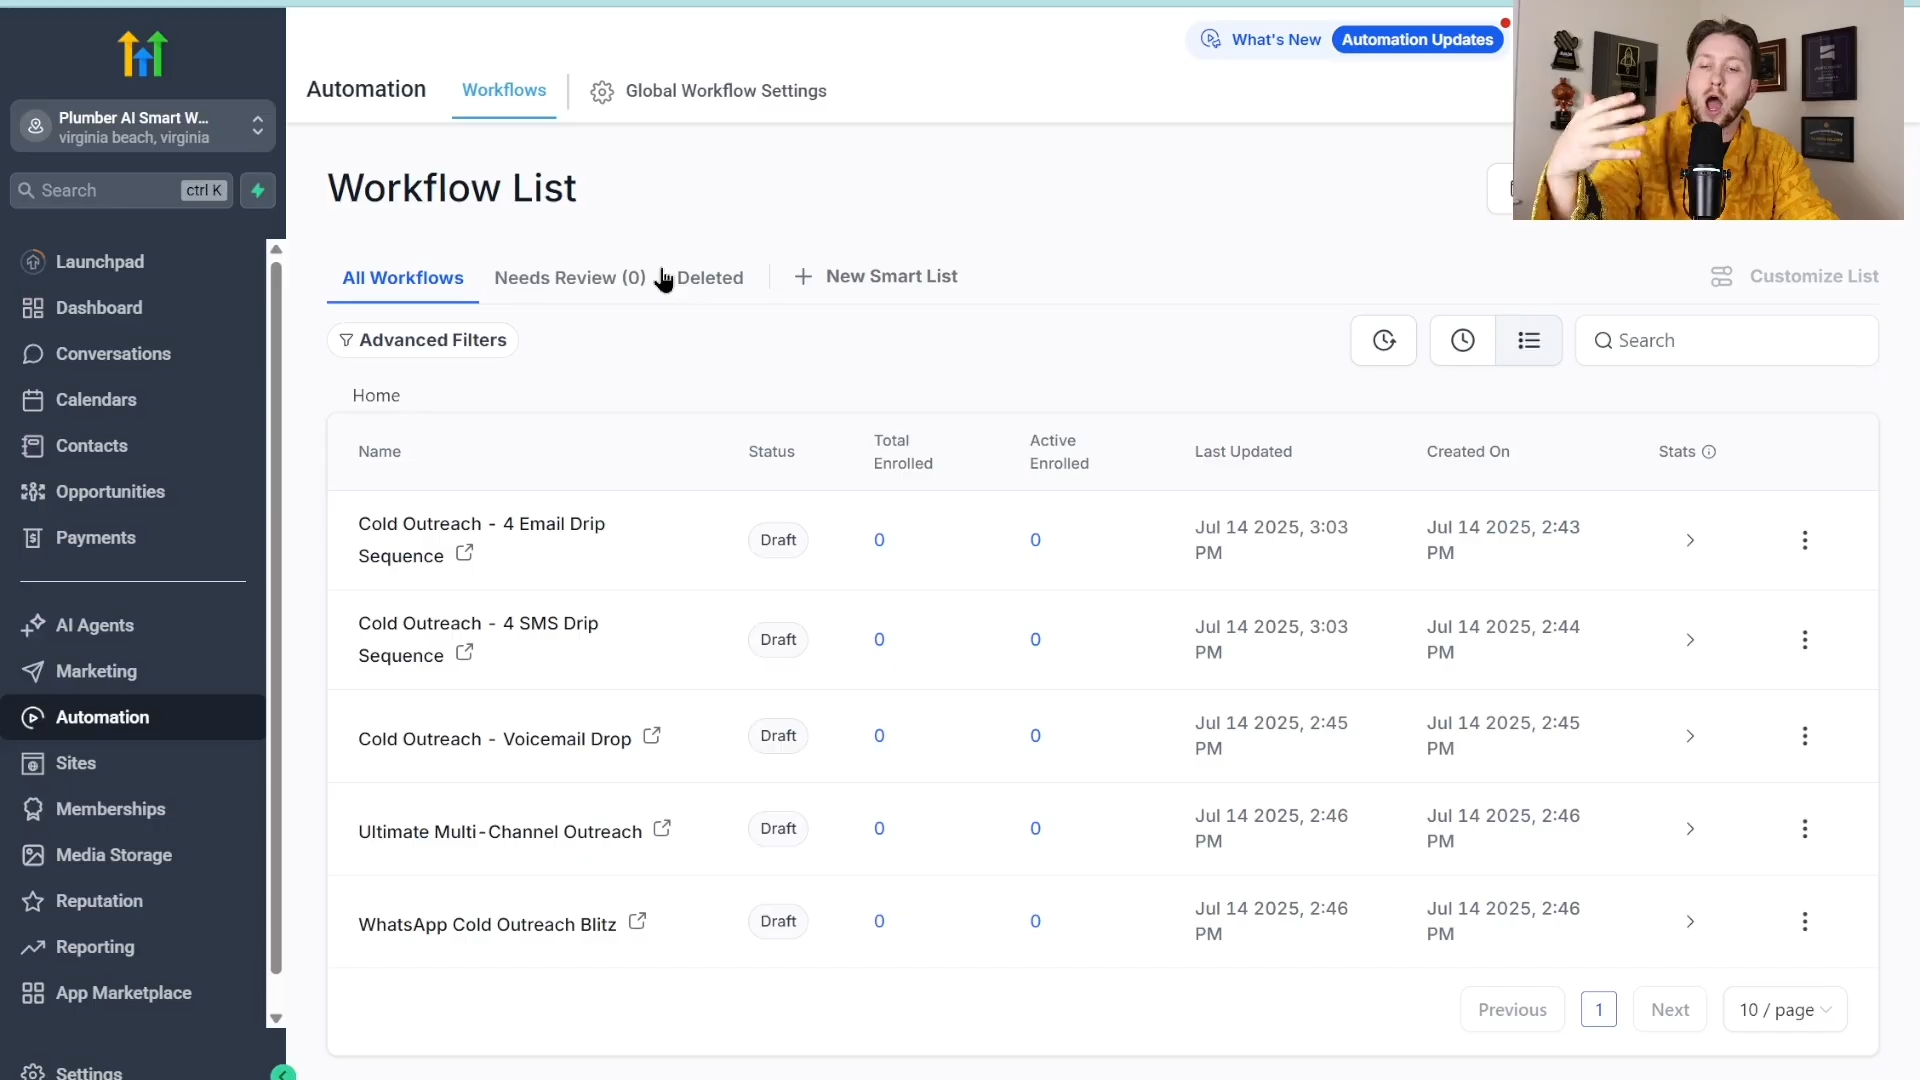 What's New
Automation Updates
Automation
Workflows
Global Workflow Settings
Plumber AI Smart W...
virginia beach, virginia
Search
ctrl K
Workflow List
Launchpad
Dashboard
Conversations
Calendars
Contacts
Opportunities
Payments
AI Agents
Marketing
Automation
Sites
Memberships
Media Storage
Reputation
Reporting
App Marketplace
Settings
All Workflows
Needs Review (0)
Deleted
New Smart List
Customize List
Advanced Filters
Search
Home
Name
Status
Total
Enrolled
Active
Enrolled
Last Updated
Created On
Stats
Cold Outreach - 4 Email Drip
Sequence
Draft
0
0
Jul 14 2025, 3:03
PM
Jul 14 2025, 2:43
PM
Cold Outreach - 4 SMS Drip
Sequence
Draft
0
0
Jul 14 2025, 3:03
PM
Jul 14 2025, 2:44
PM
Cold Outreach - Voicemail Drop
Draft
0
0
Jul 14 2025, 2:45
PM
Jul 14 2025, 2:45
PM
Ultimate Multi-Channel Outreach
Draft
0
0
Jul 14 2025, 2:46
PM
Jul 14 2025, 2:46
PM
WhatsApp Cold Outreach Blitz
Draft
0
0
Jul 14 2025, 2:46
PM
Jul 14 2025, 2:46
PM
Previous
1
Next
10 / page